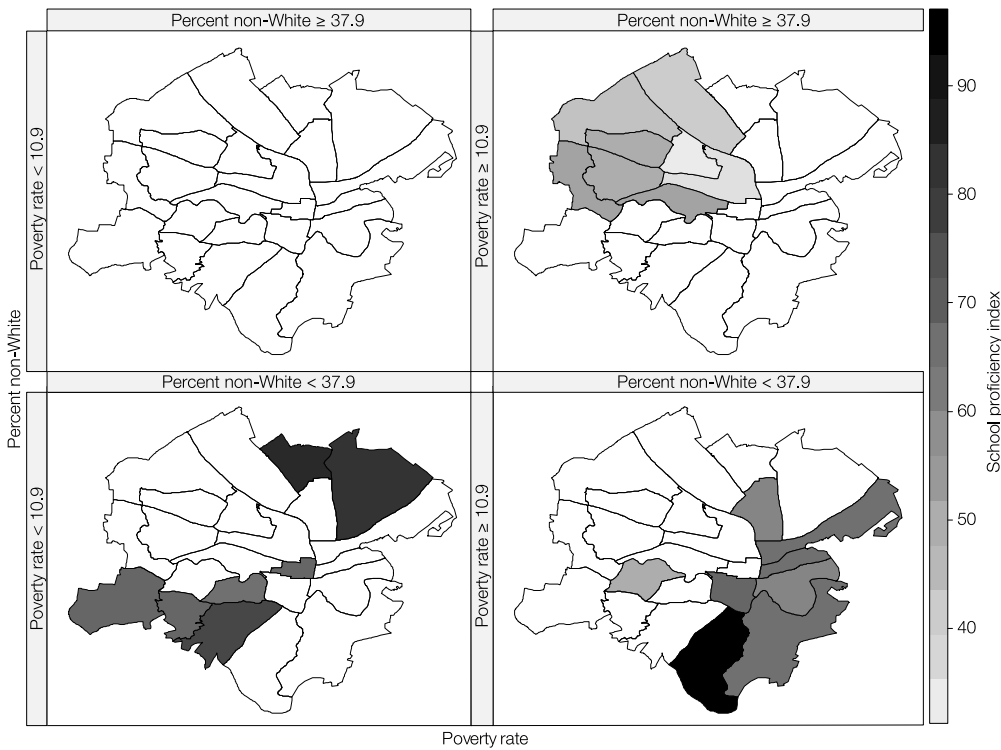 Percent non-White ≥ 37.9
Percent non-White ≥ 37.9
Poverty rate < 10.9
Poverty rate ≥ 10.9
Percent non-White
Percent non-White < 37.9
Percent non-White < 37.9
Poverty rate < 10.9
Poverty rate ≥ 10.9
Poverty rate
90
80
70
60
50
40
School proficiency index